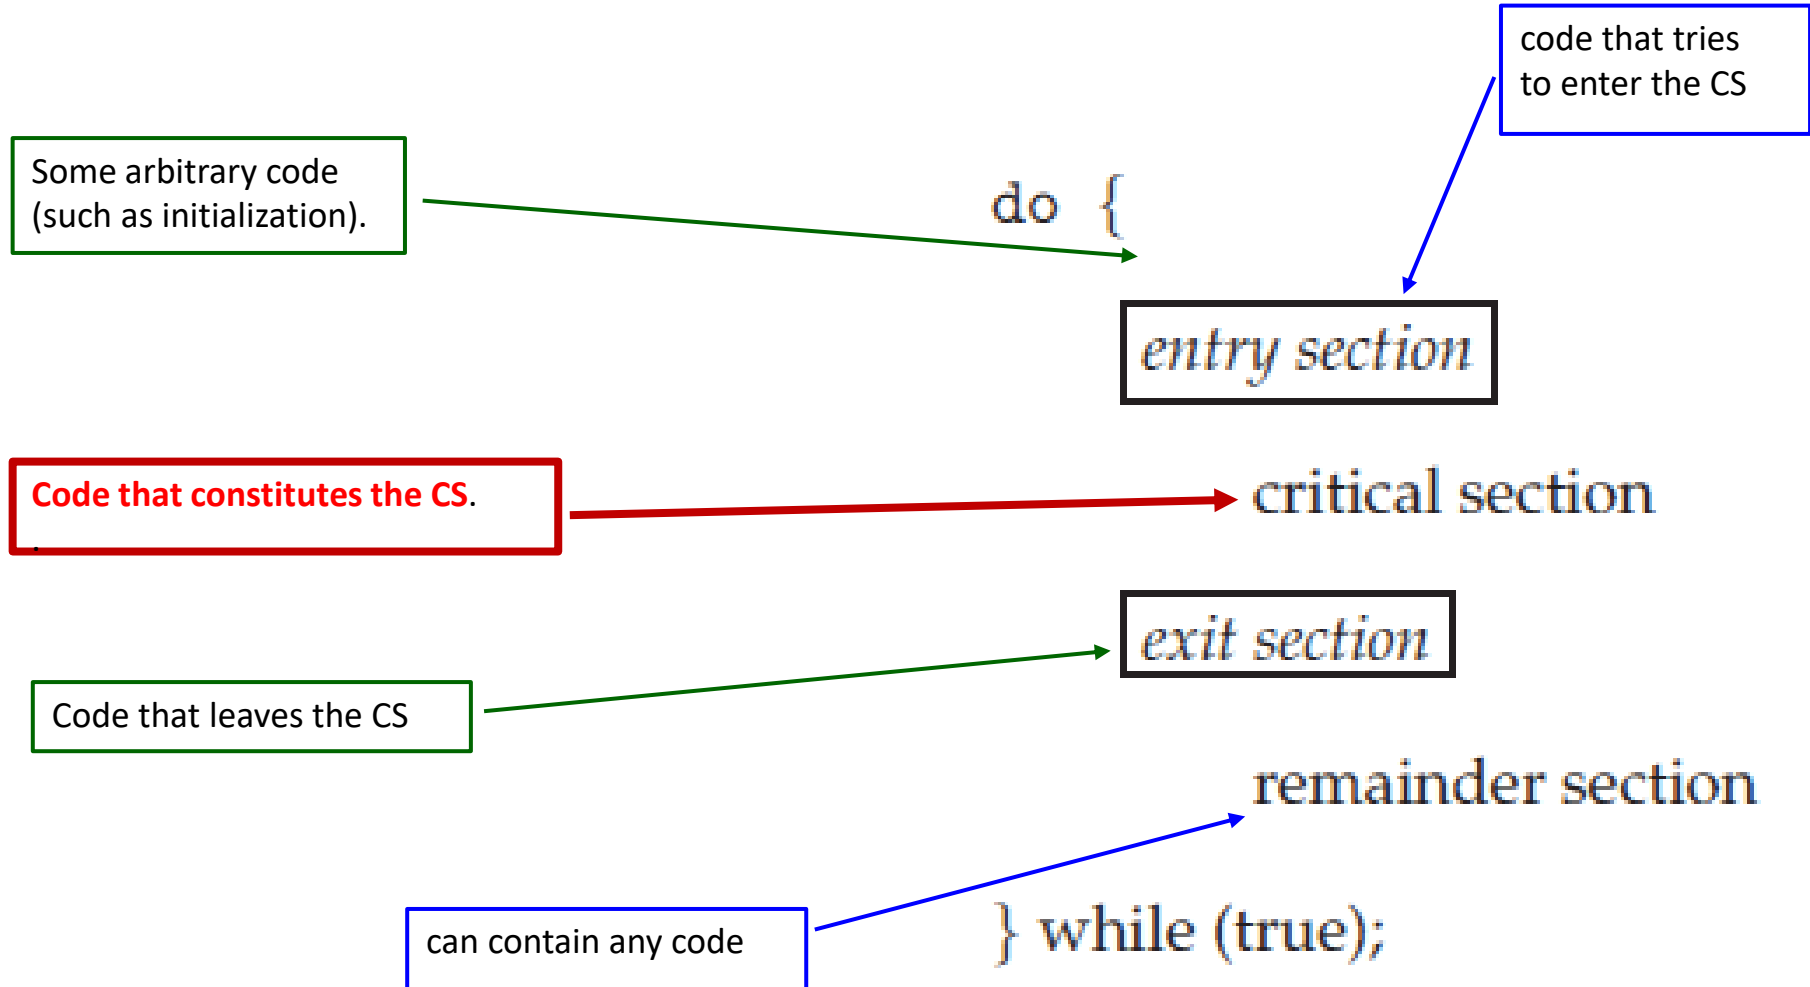 code that tries
to enter the CS
Some arbitrary code
(such as initialization).
do {
entry section
Code that constitutes the CS.
.
critical section
exit section
Code that leaves the CS
remainder section
can contain any code
} while (true);